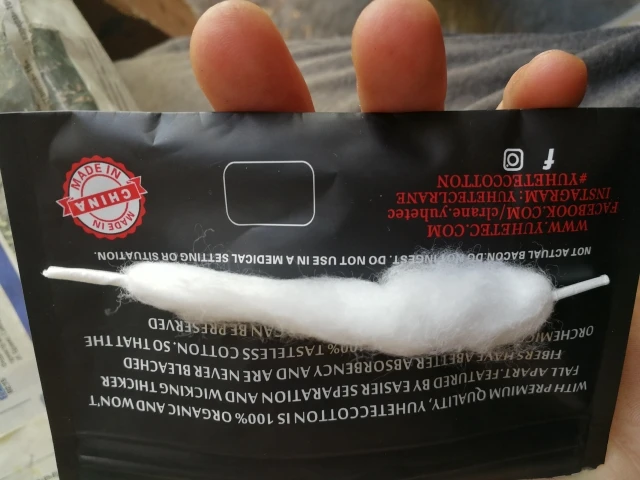 WITH PREMIUM QUALITY, YUHETECCOTTON IS 100% ORGANIC AND WON'T
FALL APART.FEATURED BY EASIER SEPARATION AND WICKING THICKER
FIBERS HAVE A BETTER ABSORBENCY AND ARE NEVER BLEACHED
100% TASTELESS COTTON. SO THAT THE
CAN BE PRESERVED
NOT ACTUAL BACON.DO NOT INGEST. DO NOT USE IN A MEDICAL SETTING OR SITUATION.
WWW.YUHETEC.COM
FACEBOOK.COM/clrane.yuhetec
INSTAGRAM: YUHETECLRANE
#YUHETECCOTTON
MADE IN
CHINA
MADE IN